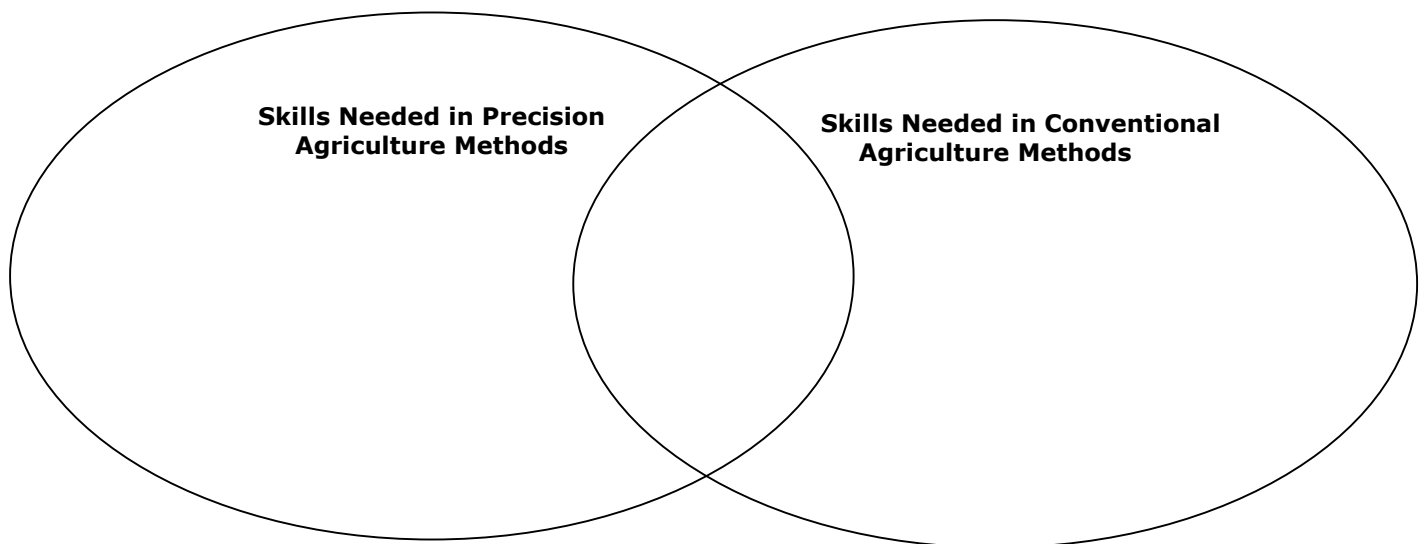 Skills Needed in Precision
Agriculture Methods
Skills Needed in Conventional
Agriculture Methods